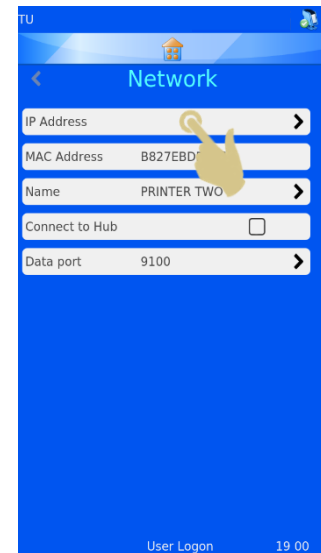 TU
Network
IP Address
MAC Address
Name PRINTER TWO
Connect to Hub
Data port 9100
User Logon 19 00